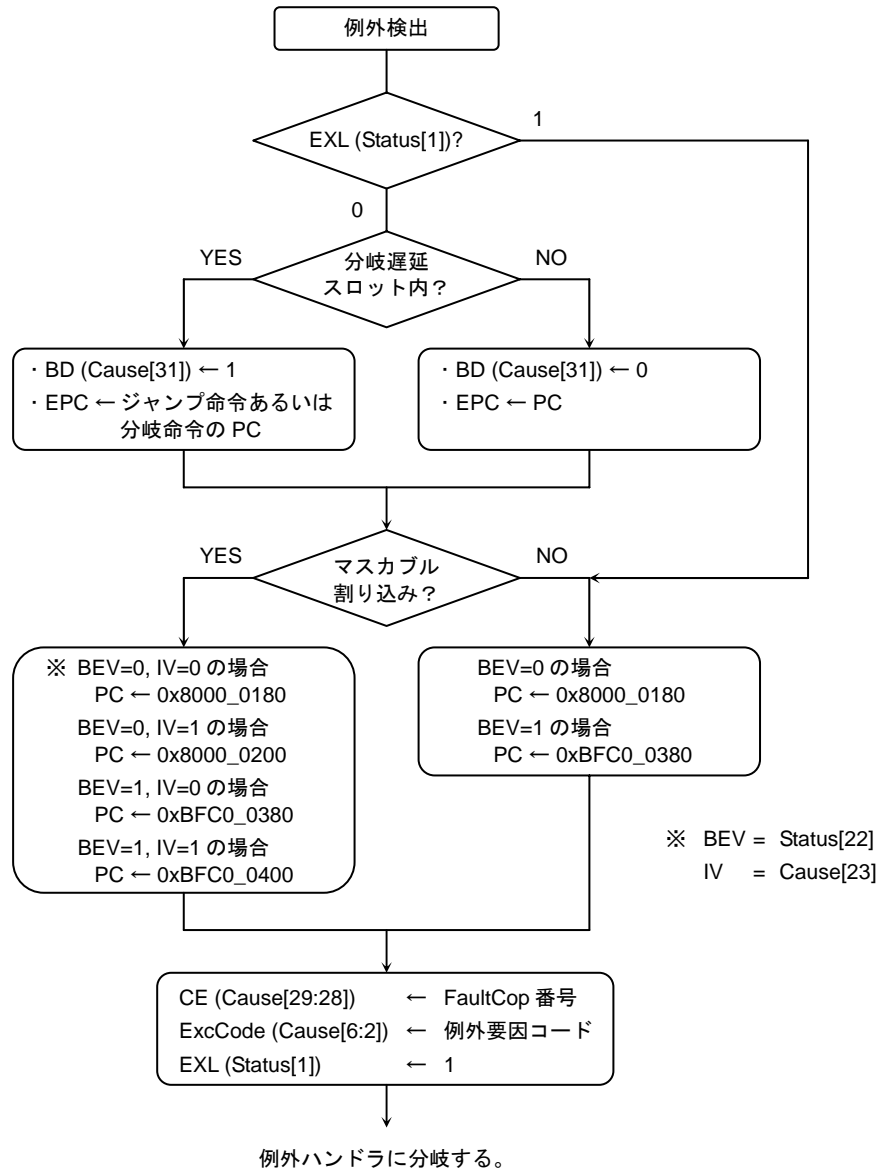 例外検出
EXL (Status[1])?
1
0
分岐遅延
スロット内？
YES
NO
・BD (Cause[31]) ← 1
・EPC ← ジャンプ命令あるいは
分岐命令の PC
・BD (Cause[31]) ← 0
・EPC ← PC
マスカブル
割り込み？
YES
NO
※ BEV=0, IV=0 の場合
PC ← 0x8000_0180
BEV=0, IV=1 の場合
PC ← 0x8000_0200
BEV=1, IV=0 の場合
PC ← 0xBFC0_0380
BEV=1, IV=1 の場合
PC ← 0xBFC0_0400
BEV=0 の場合
PC ← 0x8000_0180
BEV=1 の場合
PC ← 0xBFC0_0380
※ BEV = Status[22]
IV = Cause[23]
CE (Cause[29:28]) ← FaultCop 番号
ExcCode (Cause[6:2]) ← 例外要因コード
EXL (Status[1]) ← 1
例外ハンドラに分岐する。